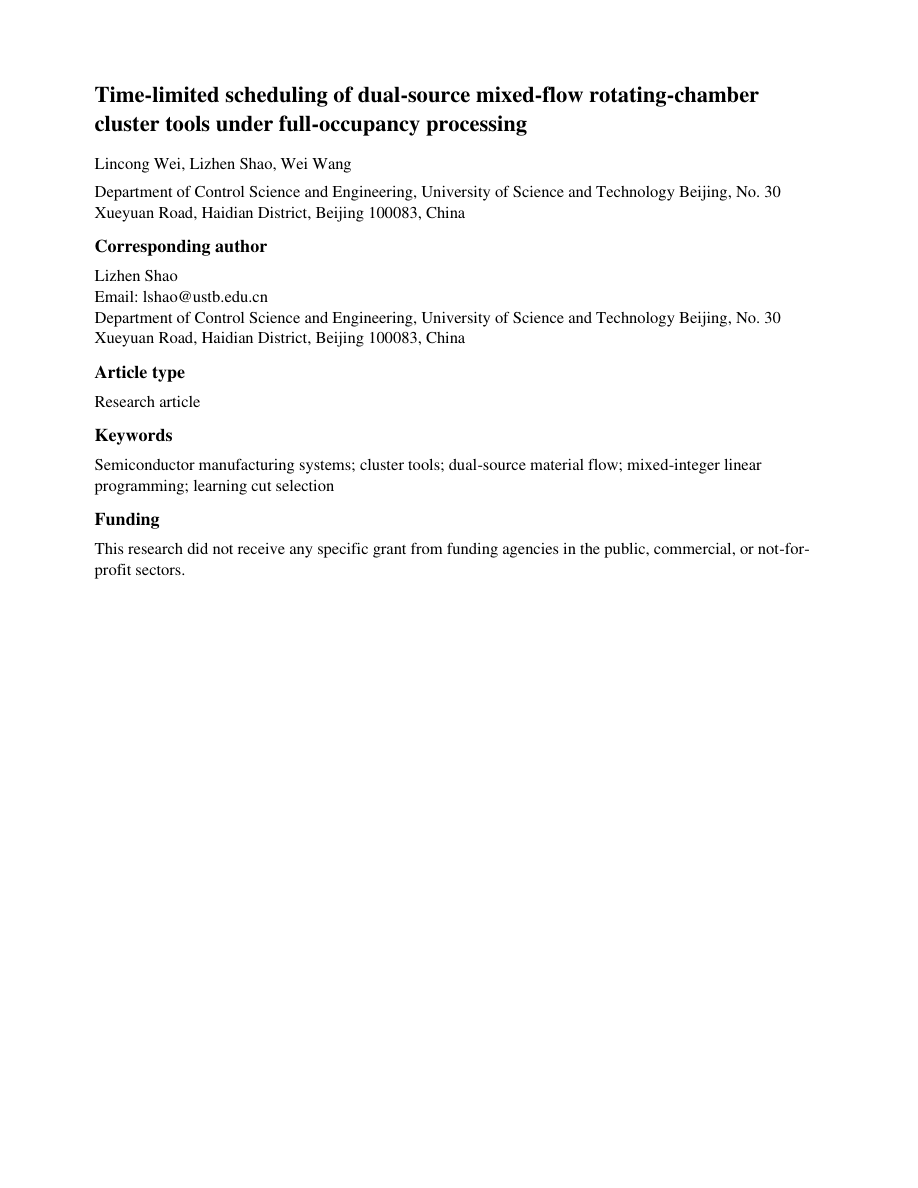 Time-limited scheduling of dual-source mixed-flow rotating-chamber
cluster tools under full-occupancy processing
Lincong Wei, Lizhen Shao, Wei Wang
Department of Control Science and Engineering, University of Science and Technology Beijing, No. 30
Xueyuan Road, Haidian District, Beijing 100083, China
Corresponding author
Lizhen Shao
Email: lshao@ustb.edu.cn
Department of Control Science and Engineering, University of Science and Technology Beijing, No. 30
Xueyuan Road, Haidian District, Beijing 100083, China
Article type
Research article
Keywords
Semiconductor manufacturing systems; cluster tools; dual-source material flow; mixed-integer linear
programming; learning cut selection
Funding
This research did not receive any specific grant from funding agencies in the public, commercial, or not-for-
profit sectors.